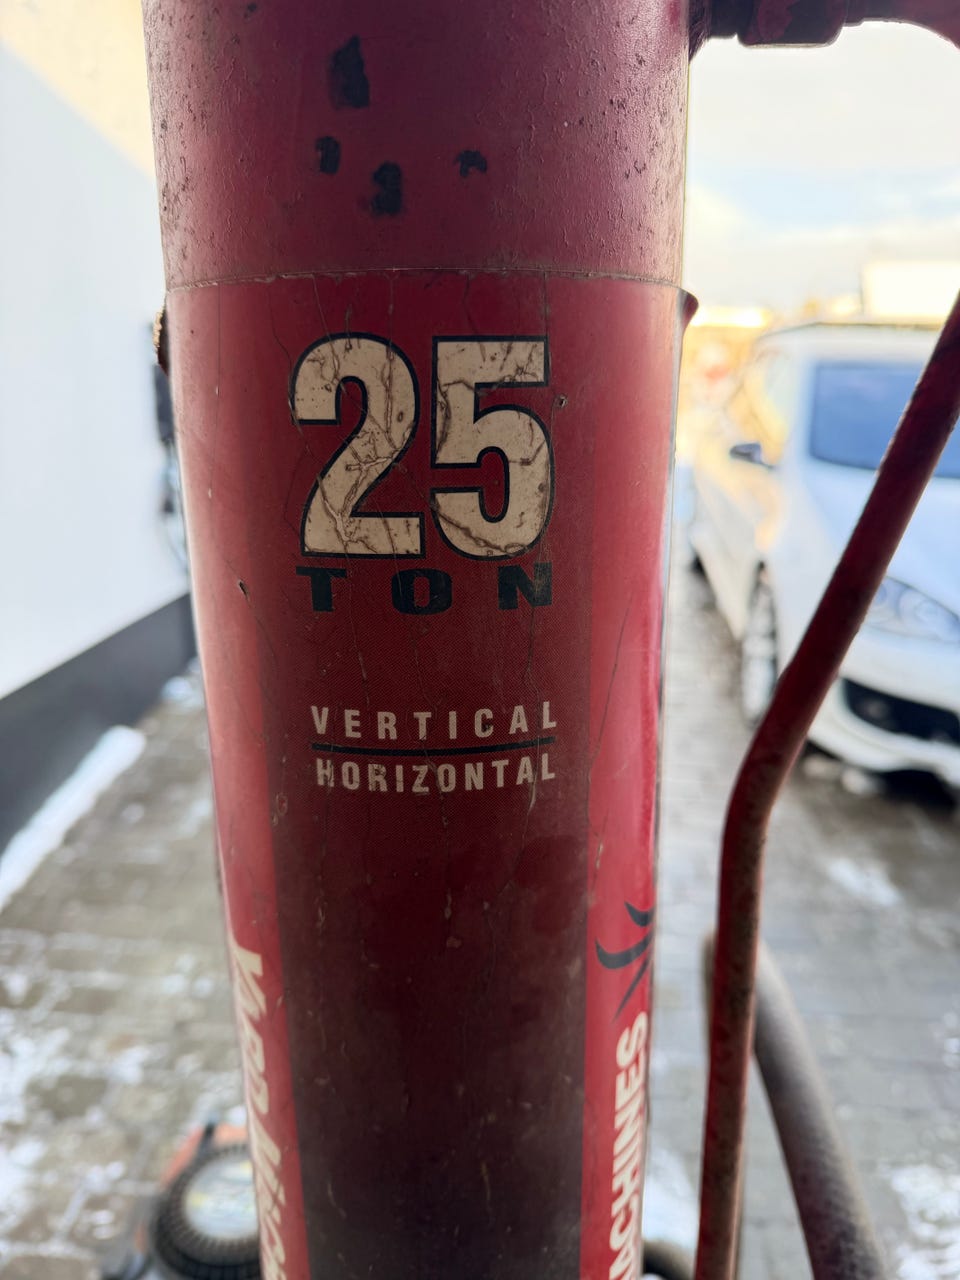 25
TON
VERTICAL
HORIZONTAL
MACHINES